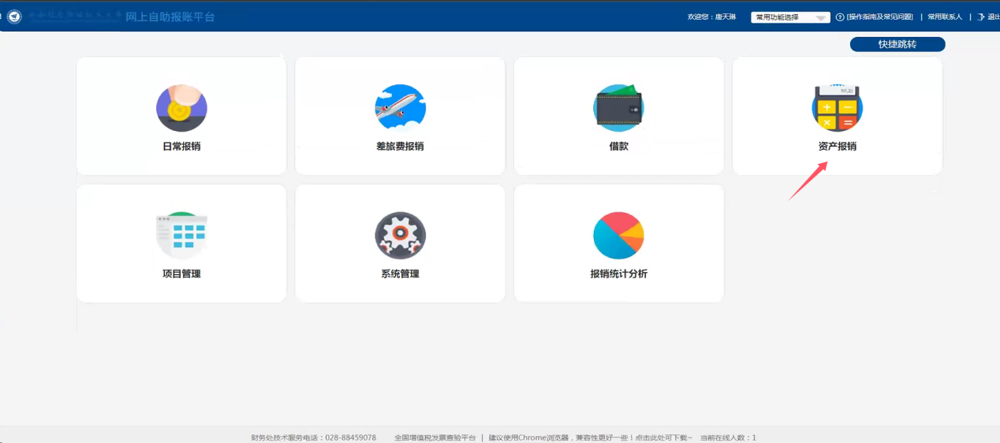 网上自助报账平台
欢迎您：唐天琳 常用功能选择 [操作指南及常见问题] | 常用联系人 | 退出
快捷跳转
日常报销
差旅费报销
借款
资产报销
项目管理
系统管理
报销统计分析
财务处技术服务电话：028-88459078 全国增值税发票查验平台 | 建议使用Chrome浏览器，兼容性更好一些！点击此处可下载~ 当前在线人数：1